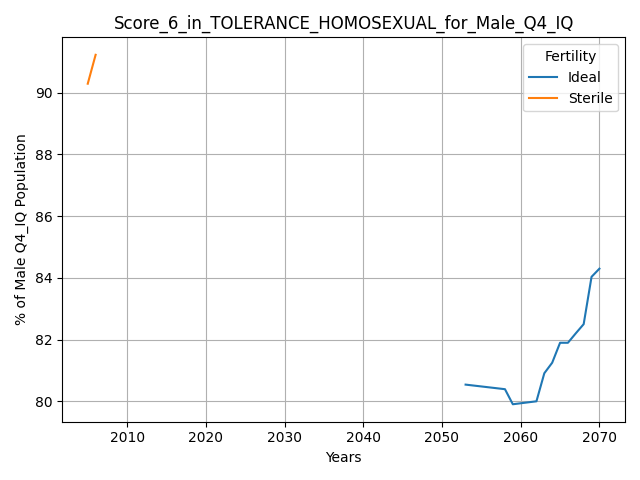 Score_6_in_TOLERANCE_HOMOSEXUAL_for_Male_Q4_IQ
Fertility
Ideal
Sterile
% of Male Q4_IQ Population
90
88
86
84
82
80
2010 2020 2030 2040 2050 2060 2070
Years